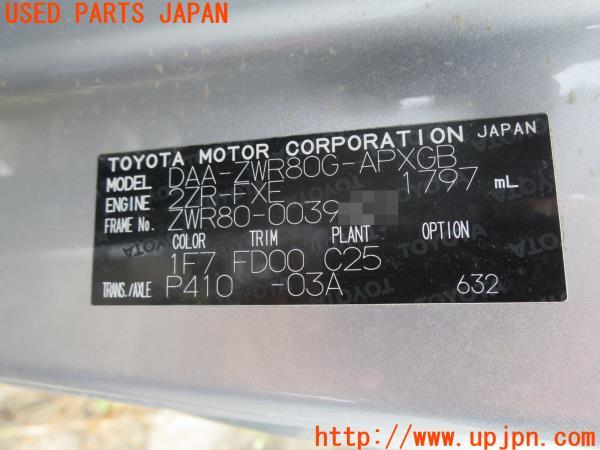 USED PARTS JAPAN
TOYOTA MOTOR CORPORATION JAPAN
MODEL DAA-ZWR80G-APXGB
ENGINE 2ZR-FXE 1797 mL
FRAME No. ZWR80-0039
COLOR TRIM PLANT OPTION
1F7 FD00 C25
TRANS./AXLE P410 -03A 632
http://www.upjpn.com/